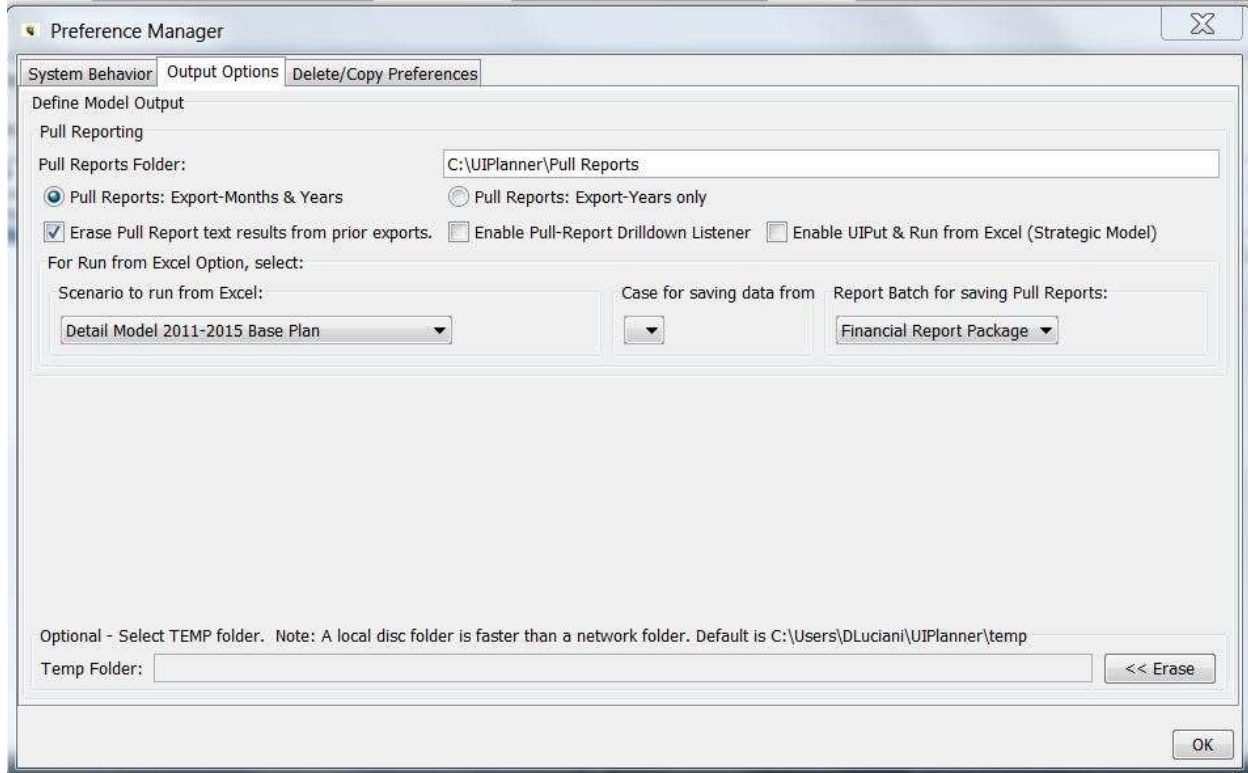 Preference Manager
System Behavior Output Options Delete/Copy Preferences
Define Model Output
Pull Reporting
Pull Reports Folder: C:\UIPlanner\Pull Reports
Pull Reports: Export-Months & Years Pull Reports: Export-Years only
Erase Pull Report text results from prior exports. Enable Pull-Report Drilldown Listener Enable UIPut & Run from Excel (Strategic Model)
For Run from Excel Option, select:
Scenario to run from Excel: Case for saving data from Report Batch for saving Pull Reports:
Detail Model 2011-2015 Base Plan Financial Report Package
Optional - Select TEMP folder. Note: A local disc folder is faster than a network folder. Default is C:\Users\DLuciani\UIPlanner\temp
Temp Folder: << Erase
OK